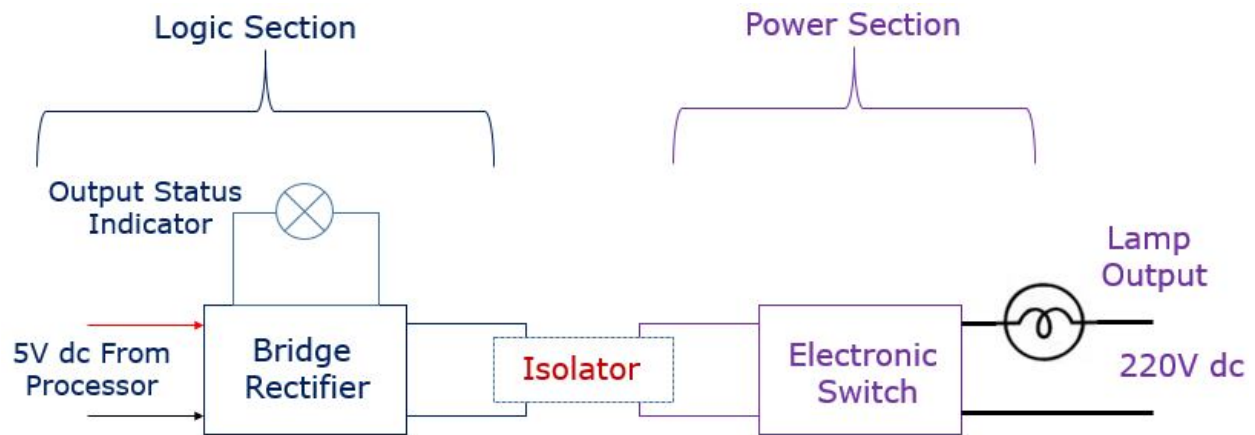 Logic Section
Power Section
Output Status
Indicator
Lamp
Output
5V dc From
Processor
Bridge
Rectifier
Isolator
Electronic
Switch
220V dc